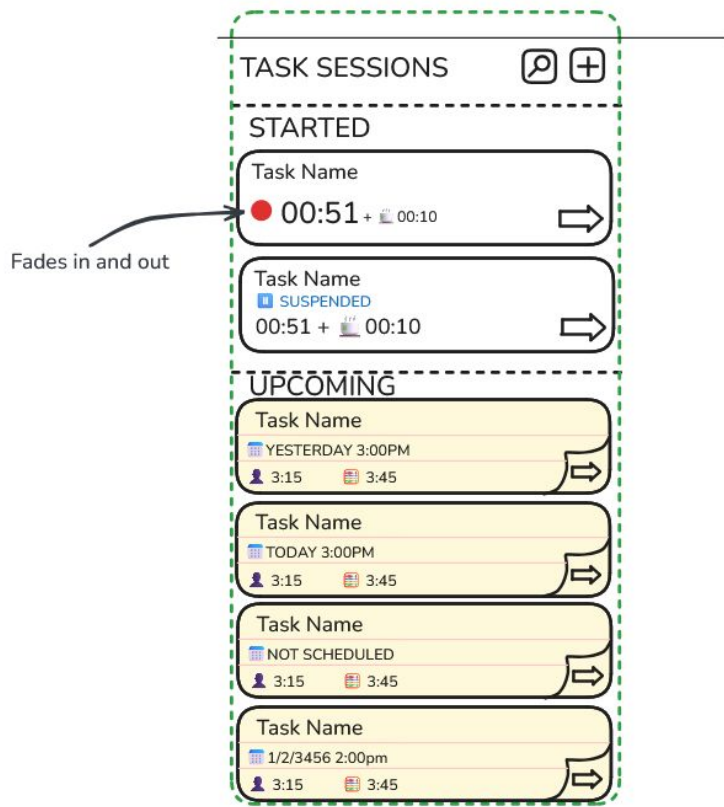 TASK SESSIONS
STARTED
Task Name
00:51 + 00:10
Fades in and out
Task Name
SUSPENDED
00:51 + 00:10
UPCOMING
Task Name
YESTERDAY 3:00PM
3:15 3:45
Task Name
TODAY 3:00PM
3:15 3:45
Task Name
NOT SCHEDULED
3:15 3:45
Task Name
1/2/3456 2:00pm
3:15 3:45